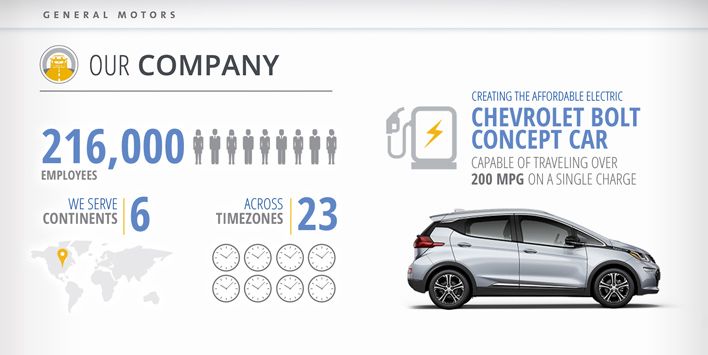 GENERAL MOTORS
OUR COMPANY
216,000
EMPLOYEES
WE SERVE
CONTINENTS
6
ACROSS
TIMEZONES
23
CREATING THE AFFORDABLE ELECTRIC
CHEVROLET BOLT
CONCEPT CAR
CAPABLE OF TRAVELING OVER
200 MPG ON A SINGLE CHARGE